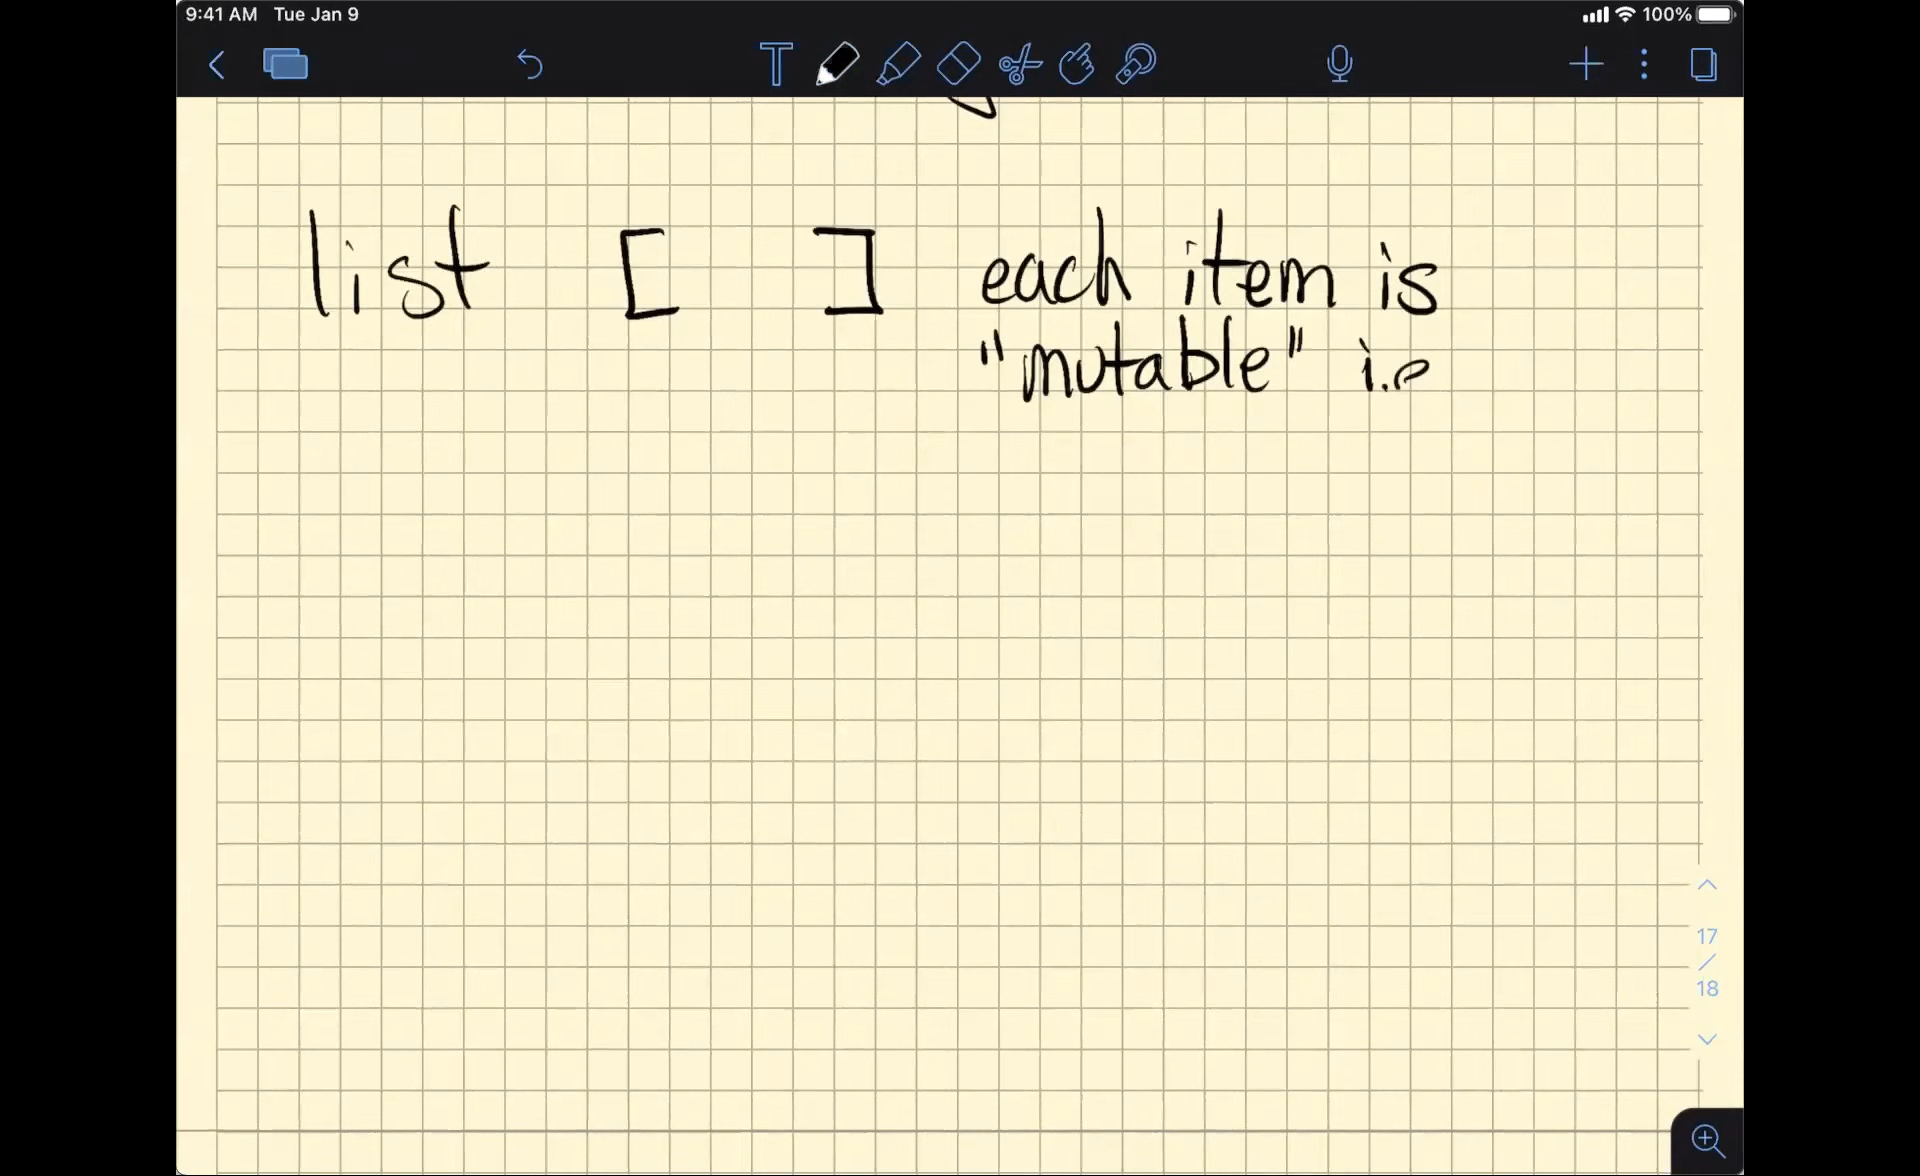 9:41 AM Tue Jan 9 100%
list [ ] each item is
"mutable" i.e
17
/
18